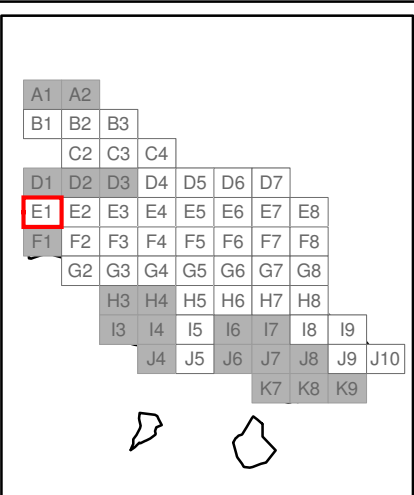 A1 A2
B1 B2 B3
C2 C3 C4
D1 D2 D3 D4 D5 D6 D7
E1 E2 E3 E4 E5 E6 E7 E8
F1 F2 F3 F4 F5 F6 F7 F8
G2 G3 G4 G5 G6 G7 G8
H3 H4 H5 H6 H7 H8
I3 I4 I5 I6 I7 I8 I9
J4 J5 J6 J7 J8 J9 J10
K7 K8 K9